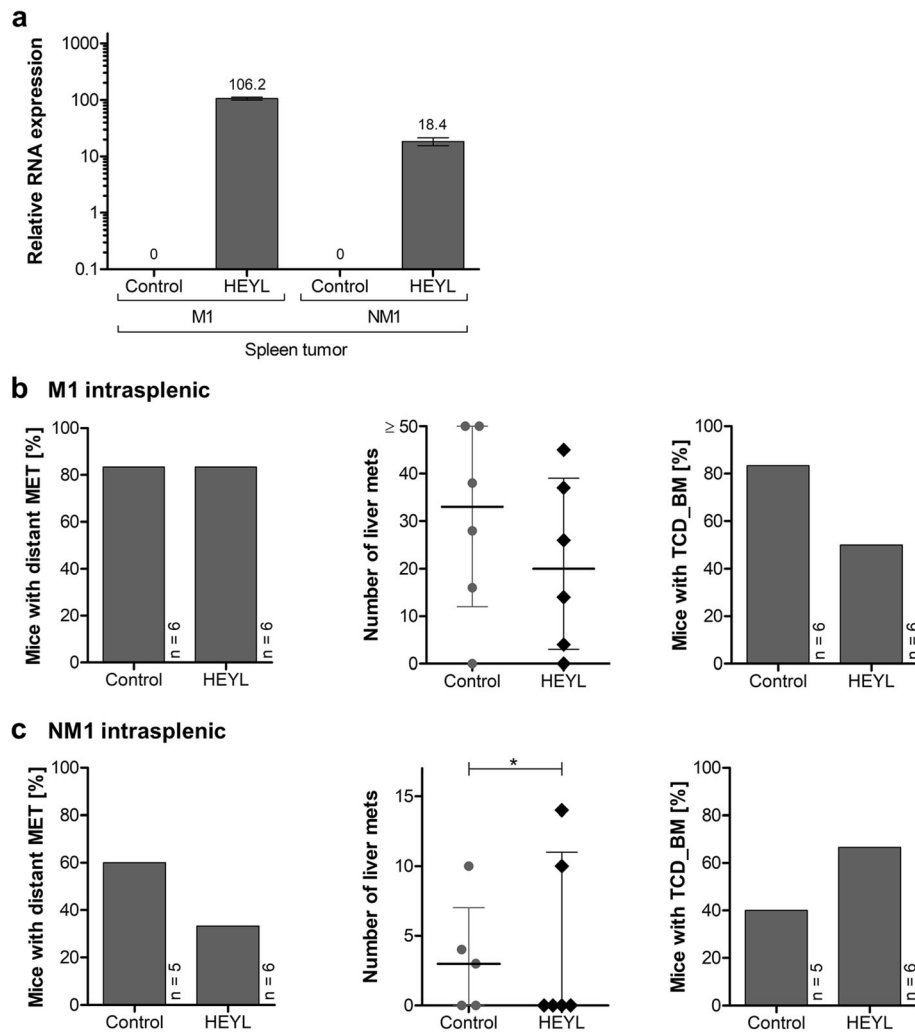 a
Relative RNA expression
1000
100
10
1
0.1
0
106.2
0
18.4
Control HEYL Control HEYL
M1 NM1
Spleen tumor
b M1 intrasplenic
Mice with distant MET [%]
100
80
60
40
20
0
n = 6
n = 6
Control HEYL
Number of liver mets
≥ 50
40
30
20
10
0
Control HEYL
Mice with TCD_BM [%]
100
80
60
40
20
0
n = 6
n = 6
Control HEYL
c NM1 intrasplenic
Mice with distant MET [%]
100
80
60
40
20
0
n = 5
n = 6
Control HEYL
Number of liver mets
15
10
5
0
*
Control HEYL
Mice with TCD_BM [%]
100
80
60
40
20
0
n = 5
n = 6
Control HEYL